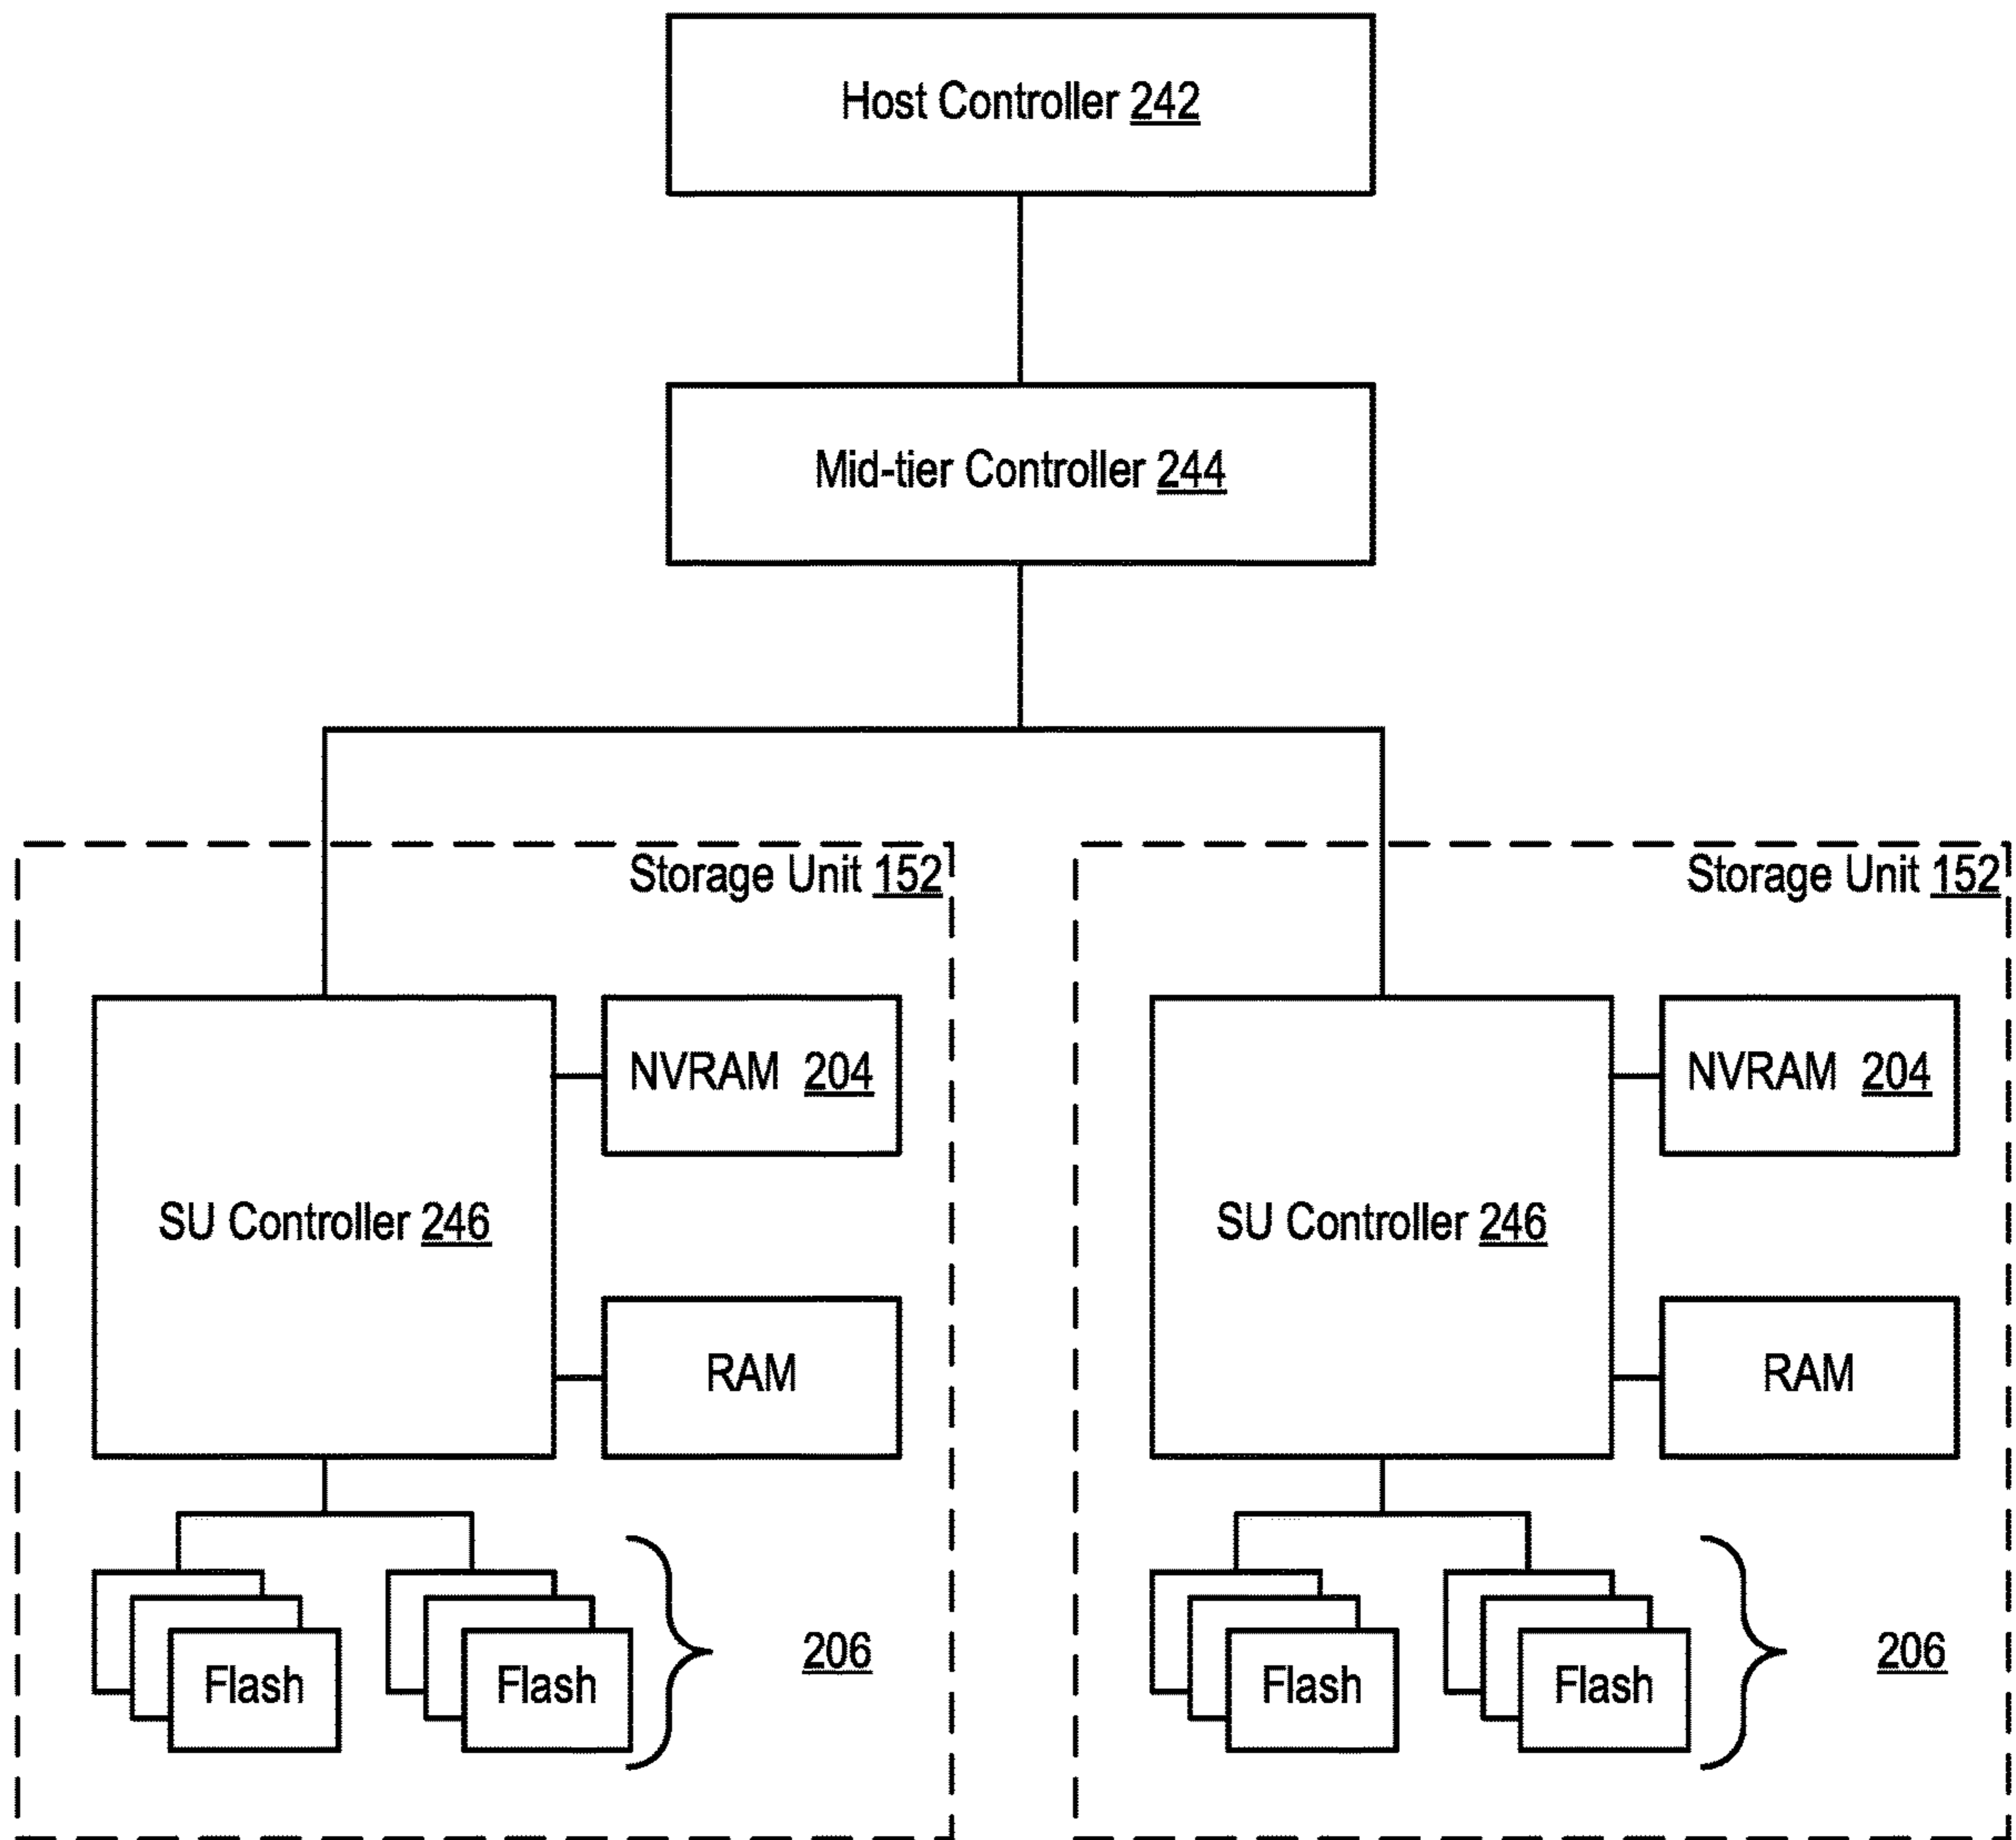 Host Controller 242
Mid-tier Controller 244
Storage Unit 152
SU Controller 246
NVRAM 204
RAM
Flash
Flash
206
Storage Unit 152
SU Controller 246
NVRAM 204
RAM
Flash
Flash
206